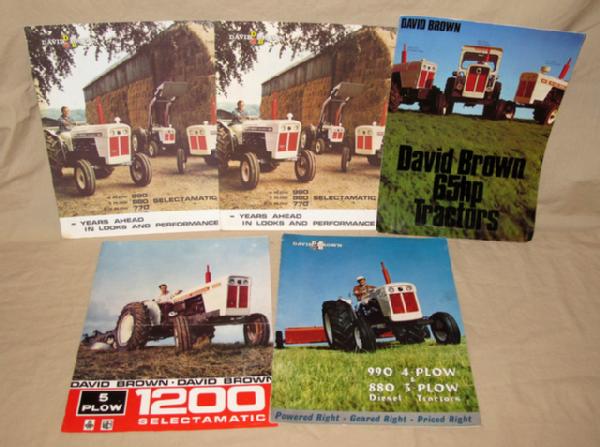 DAVID BROWN
990
880
770
SELECTAMATIC
- YEARS AHEAD
IN LOOKS AND PERFORMANCE
DAVID BROWN
990
880
770
SELECTAMATIC
- YEARS AHEAD
IN LOOKS AND PERFORMANCE
DAVID BROWN
David Brown
65hp
Tractors
DAVID BROWN · DAVID BROWN
5
PLOW
1200
SELECTAMATIC
DAVID BROWN
990 4-PLOW
&
880 3-PLOW
Diesel Tractors
Powered Right - Geared Right - Priced Right